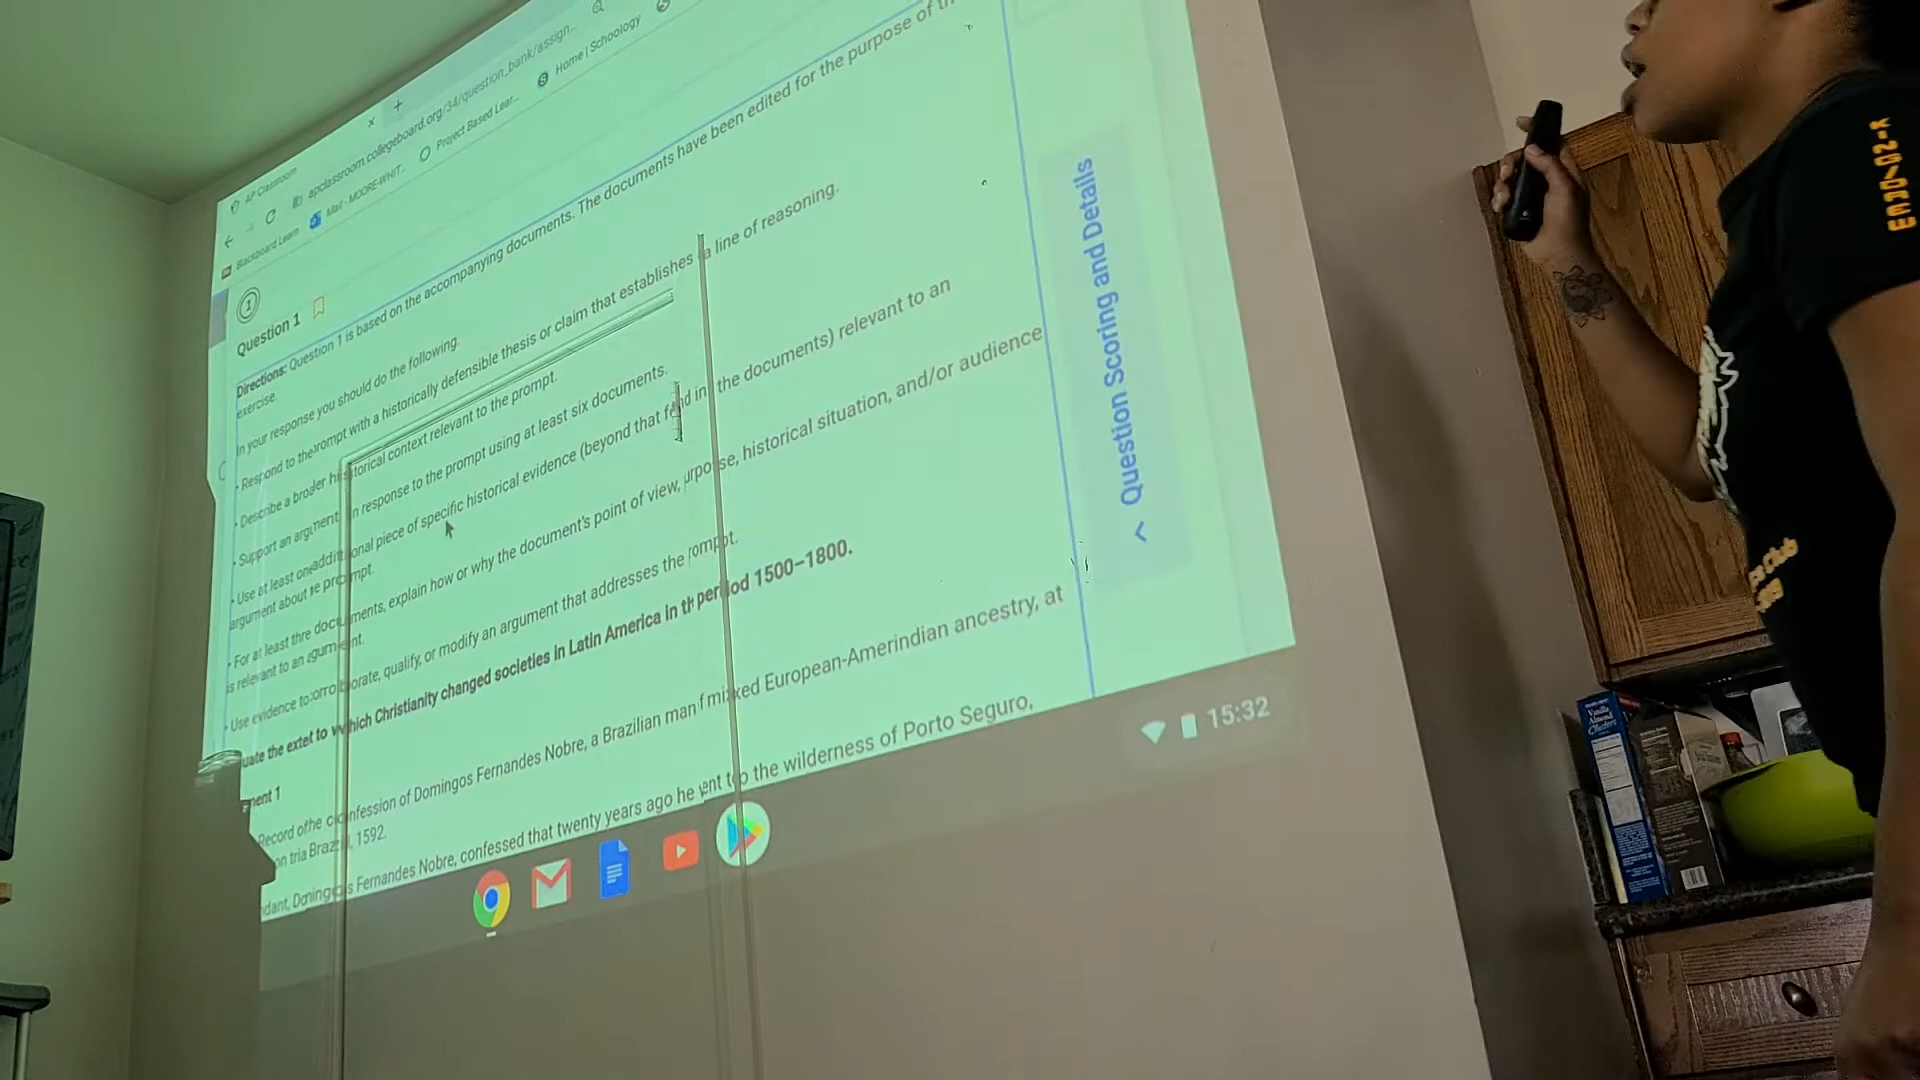 AP Classroom
apclassroom.collegeboard.org/34/question_bank/assign...
Blackboard Learn
Mail - MOORE-WHIT...
Project Based Lear...
Home | Schoology
1
Question 1
Directions: Question 1 is based on the accompanying documents. The documents have been edited for the purpose of th
exercise.
In your response you should do the following.
• Respond to the prompt with a historically defensible thesis or claim that establishes a line of reasoning.
• Describe a broader historical context relevant to the prompt.
• Support an argument in response to the prompt using at least six documents.
• Use at least one additional piece of specific historical evidence (beyond that found in the documents) relevant to an
argument about the prompt.
• For at least three documents, explain how or why the document's point of view, purpose, historical situation, and/or audience
is relevant to an argument.
• Use evidence to corroborate, qualify, or modify an argument that addresses the prompt.
uate the extent to which Christianity changed societies in Latin America in the period 1500–1800.
ment 1
Record of the confession of Domingos Fernandes Nobre, a Brazilian man of mixed European-Amerindian ancestry, at
Brazil, 1592.
dant, Domingos Fernandes Nobre, confessed that twenty years ago he went to the wilderness of Porto Seguro,
Question Scoring and Details
15:32
KINGDREW
Club
Vanilla
Almond
Clusters